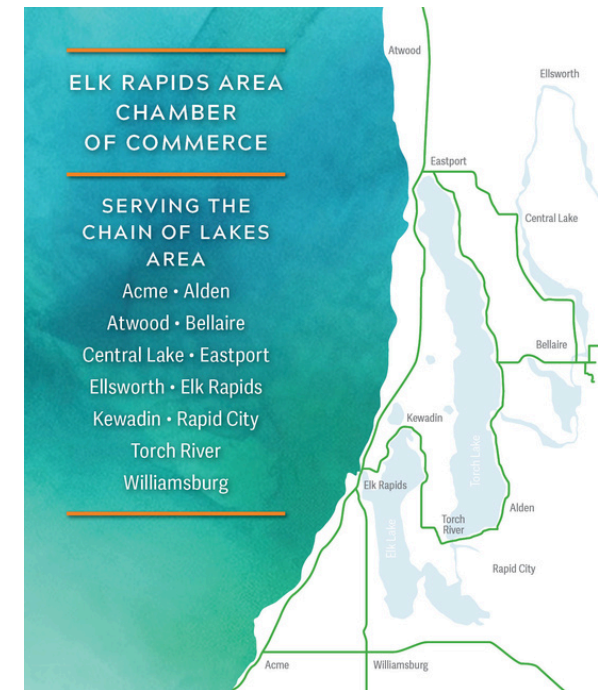 ELK RAPIDS AREA
CHAMBER
OF COMMERCE
SERVING THE
CHAIN OF LAKES
AREA
Acme • Alden
Atwood • Bellaire
Central Lake • Eastport
Ellsworth • Elk Rapids
Kewadin • Rapid City
Torch River
Williamsburg
Atwood
Ellsworth
Eastport
Central Lake
Bellaire
Kewadin
Torch Lake
Elk Rapids
Alden
Torch
River
Elk Lake
Rapid City
Acme
Williamsburg